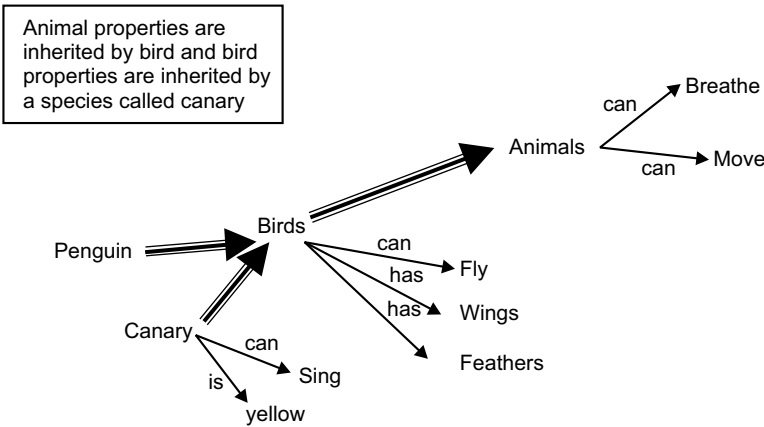 Animal properties are
inherited by bird and bird
properties are inherited by
a species called canary
Breathe
can
Animals
can
Move
Birds
Penguin
can
Fly
has
has
Wings
Canary
can
Feathers
is
Sing
yellow